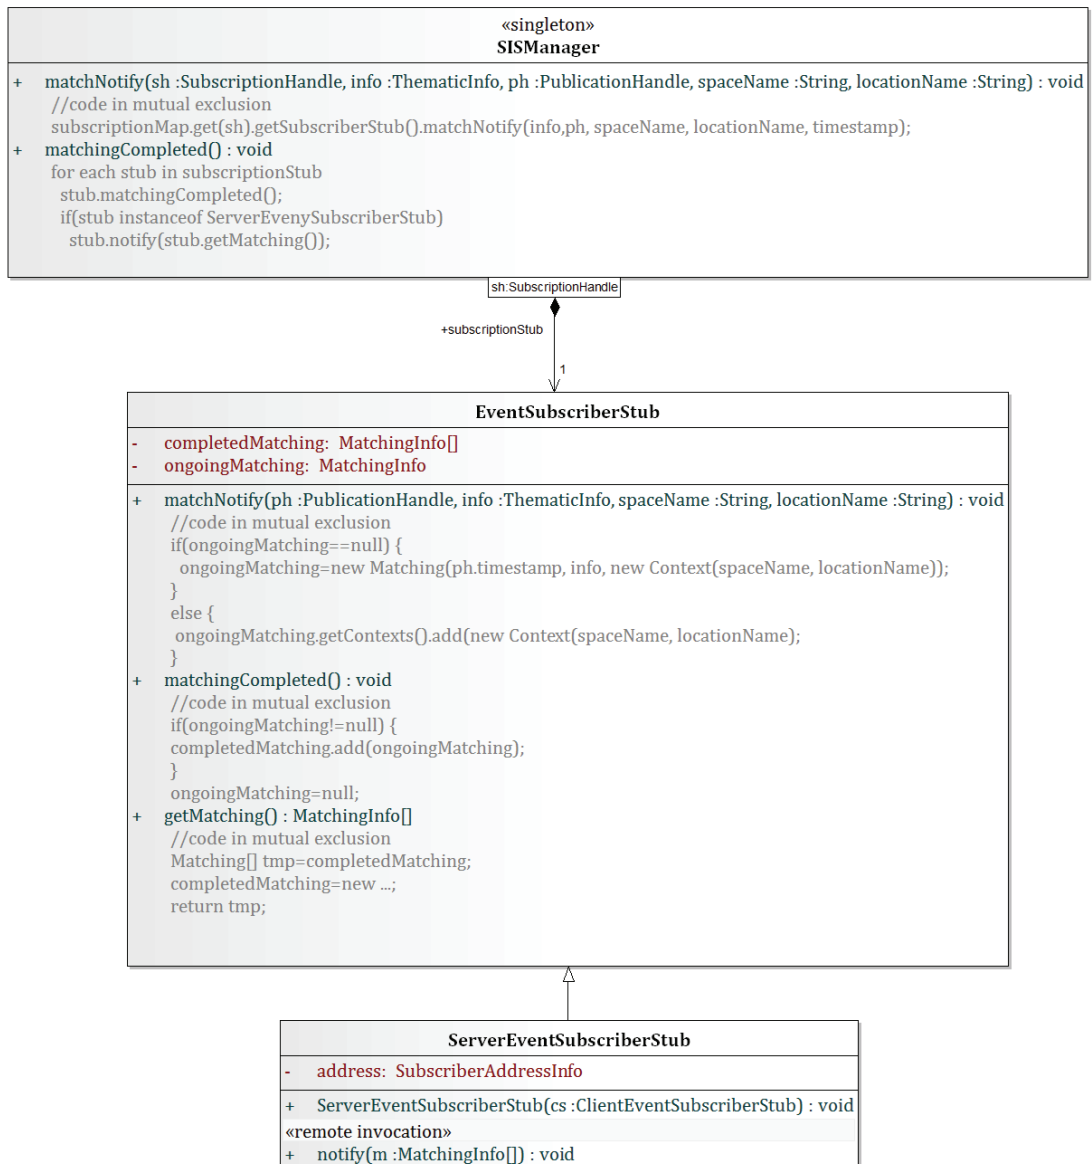 «singleton»
SISManager
+ matchNotify(sh :SubscriptionHandle, info :ThematicInfo, ph :PublicationHandle, spaceName :String, locationName :String) : void
//code in mutual exclusion
subscriptionMap.get(sh).getSubscriberStub().matchNotify(info,ph, spaceName, locationName, timestamp);
+ matchingCompleted() : void
for each stub in subscriptionStub
stub.matchingCompleted();
if(stub instanceof ServerEvenySubscriberStub)
stub.notify(stub.getMatching());
sh:SubscriptionHandle
+subscriptionStub
1
EventSubscriberStub
- completedMatching: MatchingInfo[]
- ongoingMatching: MatchingInfo
+ matchNotify(ph :PublicationHandle, info :ThematicInfo, spaceName :String, locationName :String) : void
//code in mutual exclusion
if(ongoingMatching==null) {
ongoingMatching=new Matching(ph.timestamp, info, new Context(spaceName, locationName));
}
else {
ongoingMatching.getContexts().add(new Context(spaceName, locationName);
}
+ matchingCompleted() : void
//code in mutual exclusion
if(ongoingMatching!=null) {
completedMatching.add(ongoingMatching);
}
ongoingMatching=null;
+ getMatching() : MatchingInfo[]
//code in mutual exclusion
Matching[] tmp=completedMatching;
completedMatching=new ...;
return tmp;
ServerEventSubscriberStub
- address: SubscriberAddressInfo
+ ServerEventSubscriberStub(cs :ClientEventSubscriberStub) : void
«remote invocation»
+ notify(m :MatchingInfo[]) : void